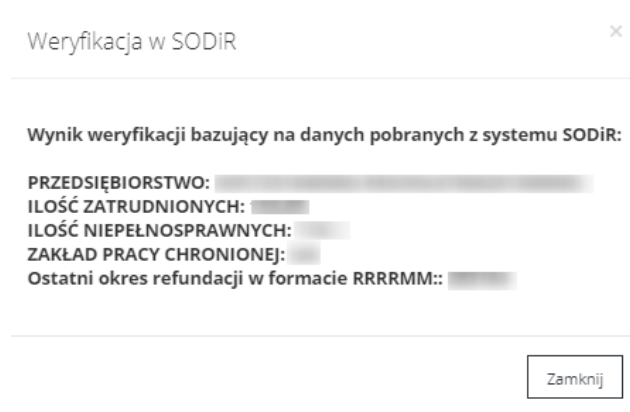 Weryfikacja w SODiR
×
Wynik weryfikacji bazujący na danych pobranych z systemu SODiR:
PRZEDSIĘBIORSTWO:
ILOŚĆ ZATRUDNIONYCH:
ILOŚĆ NIEPEŁNOSPRAWNYCH:
ZAKŁAD PRACY CHRONIONEJ:
Ostatni okres refundacji w formacie RRRRMM::
Zamknij